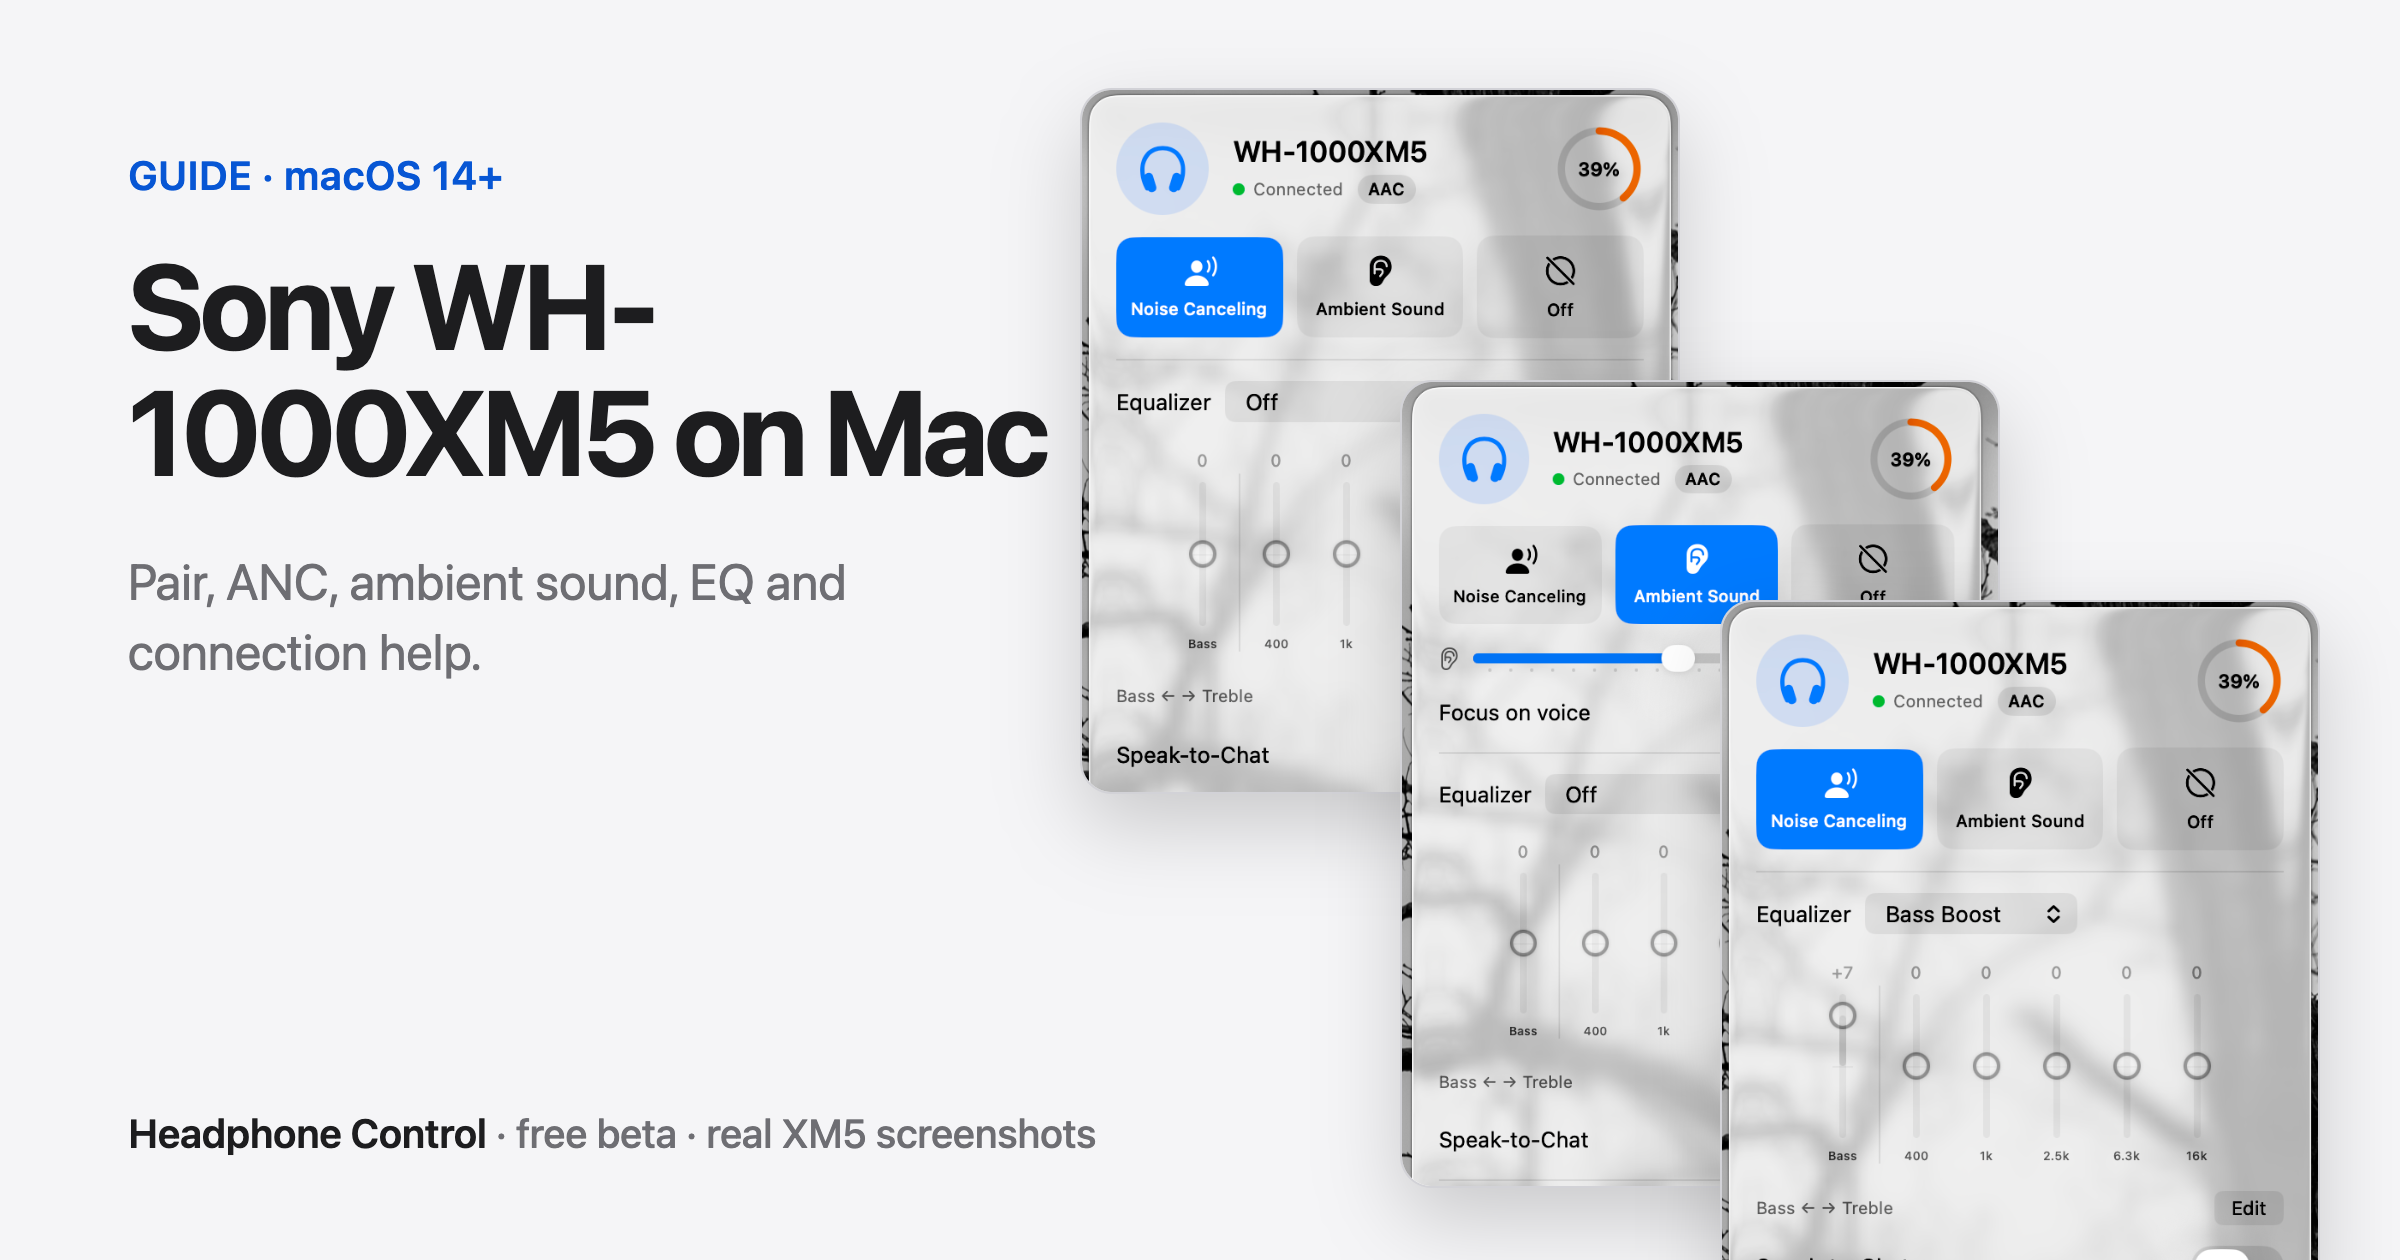 GUIDE · macOS 14+
Sony WH-
1000XM5 on Mac
Pair, ANC, ambient sound, EQ and
connection help.
Headphone Control · free beta · real XM5 screenshots
WH-1000XM5
Connected AAC
39%
Noise Canceling Ambient Sound Off
Equalizer Off
0 0 0
Bass 400 1k
Bass ← → Treble
Speak-to-Chat
WH-1000XM5
Connected AAC
39%
Noise Canceling Ambient Sound Off
Focus on voice
Equalizer Off
0 0 0
Bass 400 1k
Bass ← → Treble
Speak-to-Chat
WH-1000XM5
Connected AAC
39%
Noise Canceling Ambient Sound Off
Equalizer Bass Boost
+7 0 0 0 0 0
Bass 400 1k 2.5k 6.3k 16k
Bass ← → Treble Edit